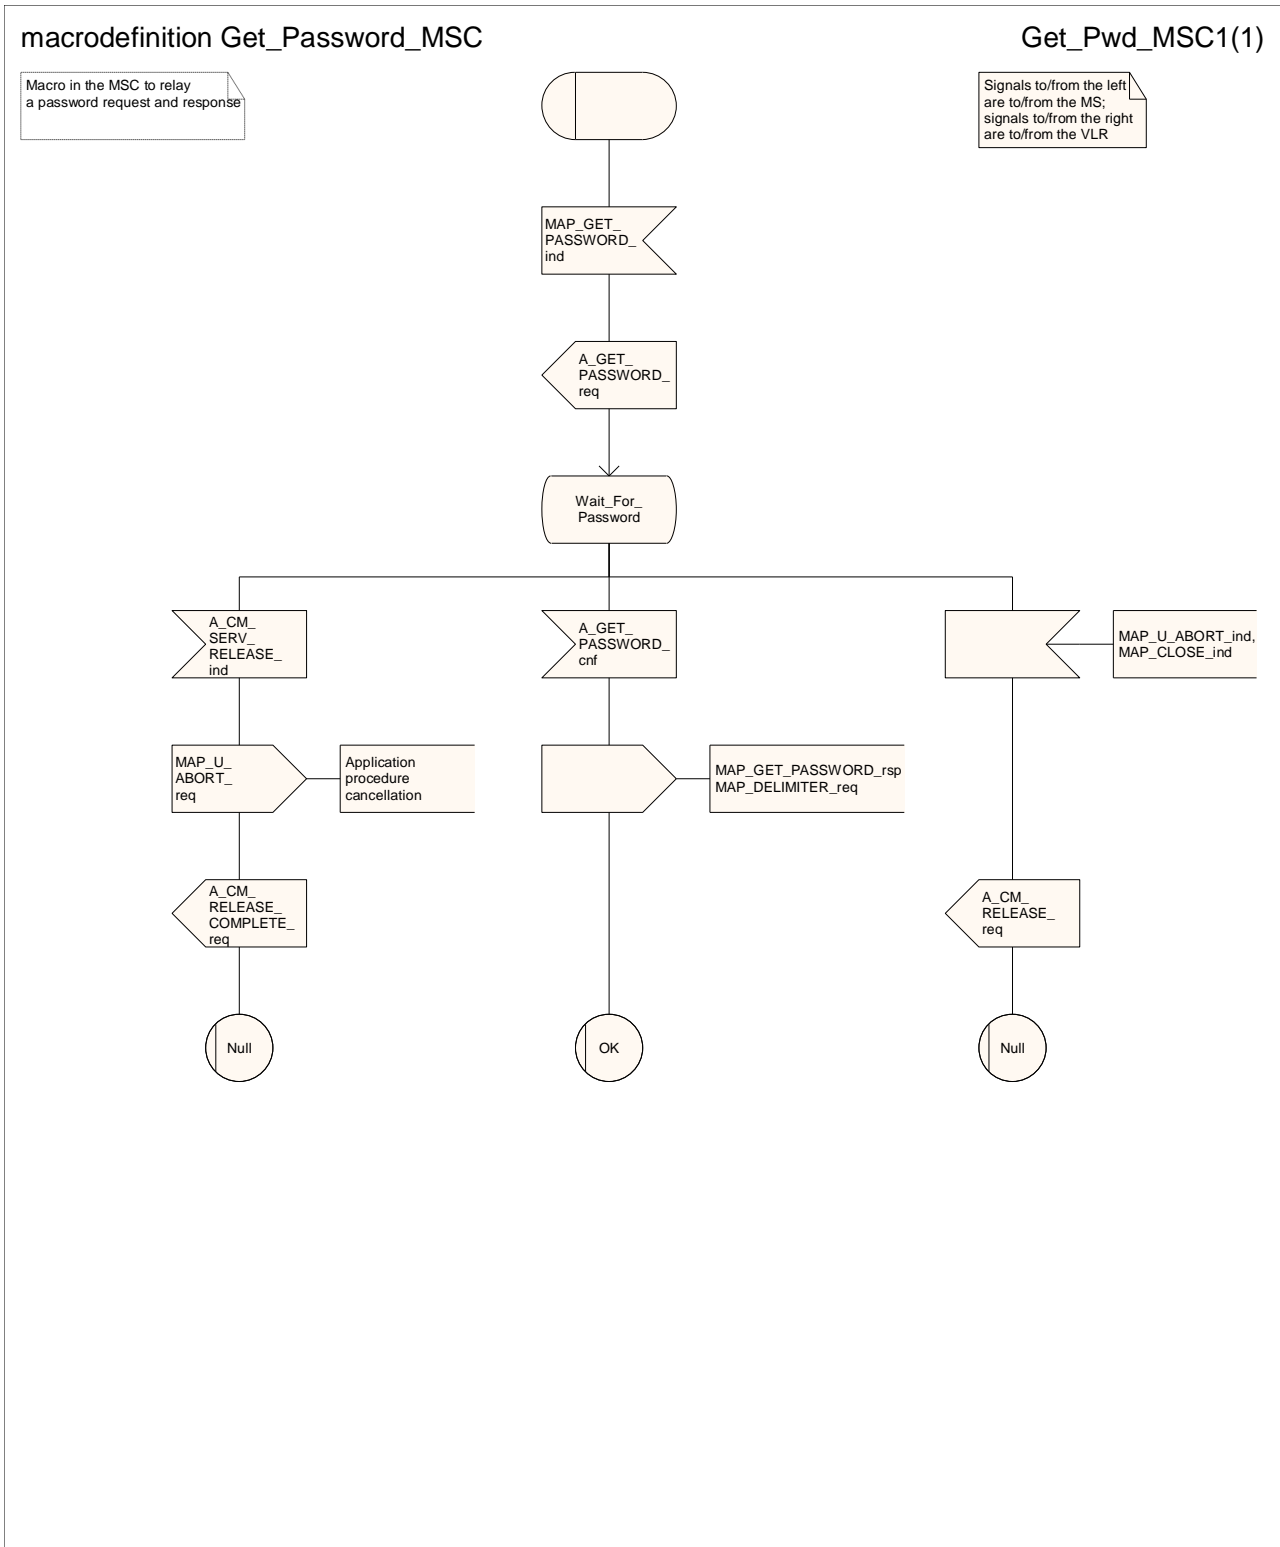 macrodefinition Get_Password_MSC
Get_Pwd_MSC1(1)
Macro in the MSC to relay
a password request and response
Signals to/from the left
are to/from the MS;
signals to/from the right
are to/from the VLR
MAP_GET_
PASSWORD_
ind
A_GET_
PASSWORD_
req
Wait_For_
Password
A_CM_
SERV_
RELEASE_
ind
A_GET_
PASSWORD_
cnf
MAP_U_ABORT_ind,
MAP_CLOSE_ind
MAP_U_
ABORT_
req
Application
procedure
cancellation
MAP_GET_PASSWORD_rsp
MAP_DELIMITER_req
A_CM_
RELEASE_
COMPLETE_
req
A_CM_
RELEASE_
req
Null
OK
Null